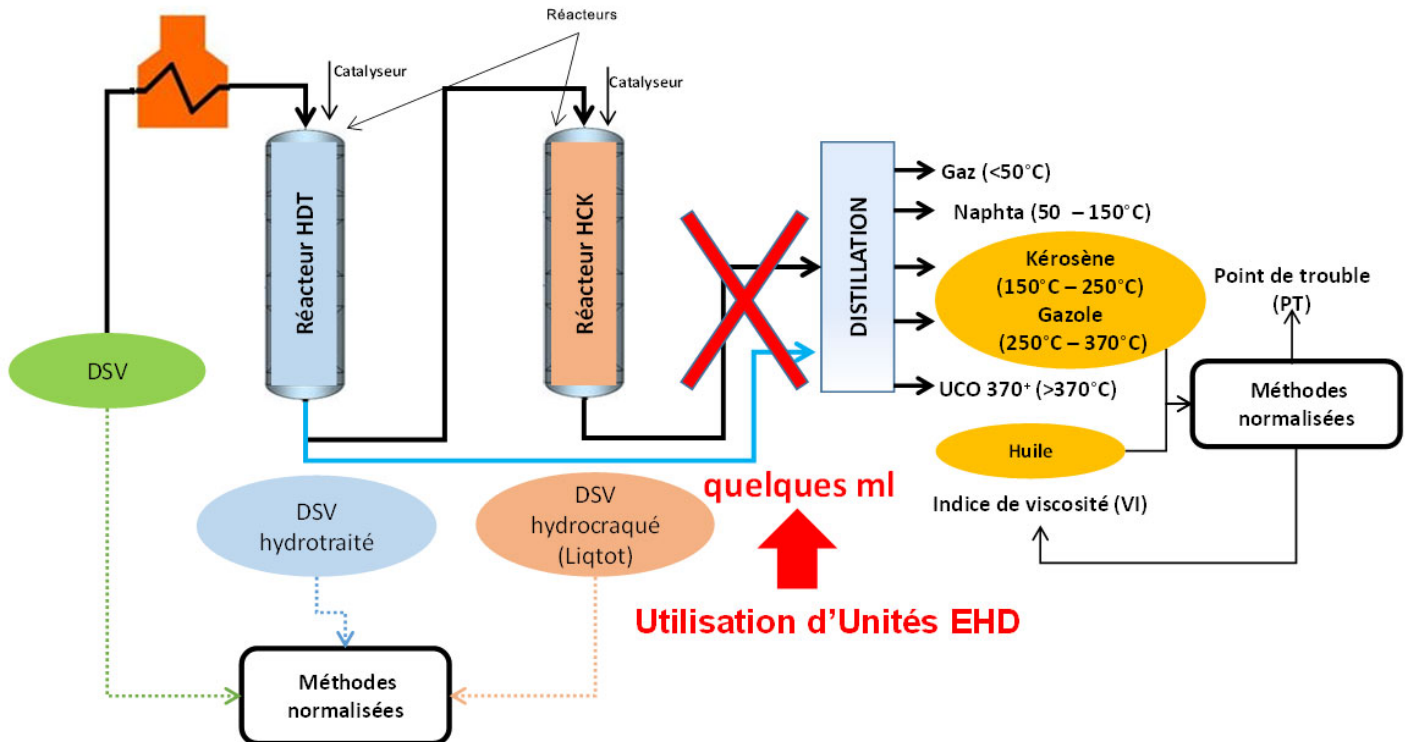 Réacteurs
Catalyseur
Catalyseur
Réacteur HDT
Réacteur HCK
DISTILLATION
Gaz (<50°C)
Naphta (50 – 150°C)
Kérosène
(150°C – 250°C)
Gazole
(250°C – 370°C)
UCO 370⁺ (>370°C)
Point de trouble
(PT)
Méthodes
normalisées
Huile
Indice de viscosité (VI)
DSV
DSV
hydrotraité
DSV
hydrocraqué
(Liqtot)
quelques ml
Utilisation d'Unités EHD
Méthodes
normalisées